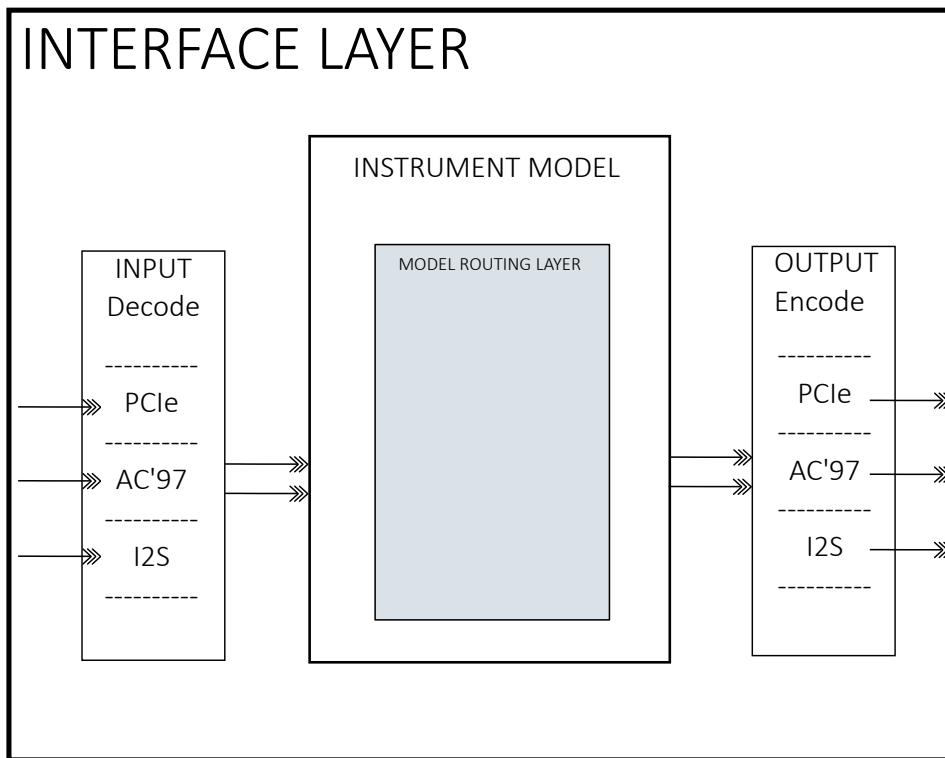 INTERFACE LAYER
INSTRUMENT MODEL
MODEL ROUTING LAYER
INPUT
Decode
----------
PCIe
----------
AC'97
----------
I2S
----------
OUTPUT
Encode
----------
PCIe
----------
AC'97
----------
I2S
----------